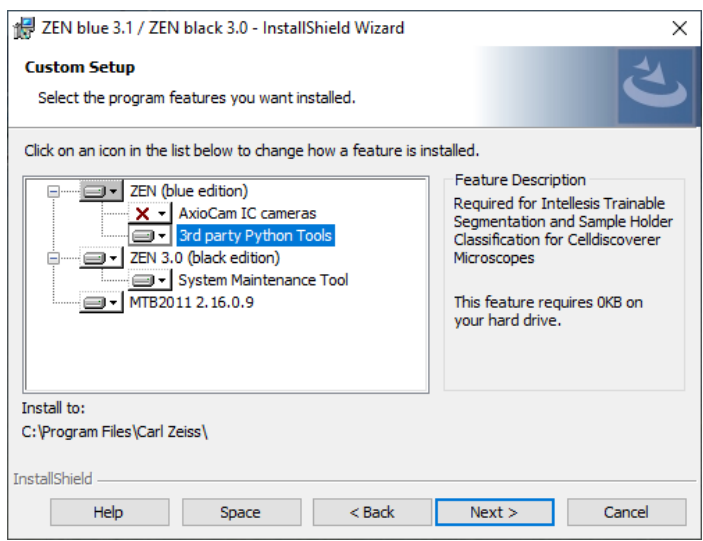 ZEN blue 3.1 / ZEN black 3.0 - InstallShield Wizard
Custom Setup
Select the program features you want installed.
Click on an icon in the list below to change how a feature is installed.
ZEN (blue edition)
AxioCam IC cameras
3rd party Python Tools
ZEN 3.0 (black edition)
System Maintenance Tool
MTB2011 2.16.0.9
Feature Description
Required for Intellesis Trainable
Segmentation and Sample Holder
Classification for Celldiscoverer
Microscopes
This feature requires 0KB on
your hard drive.
Install to:
C:\Program Files\Carl Zeiss\
InstallShield
Help
Space
< Back
Next >
Cancel